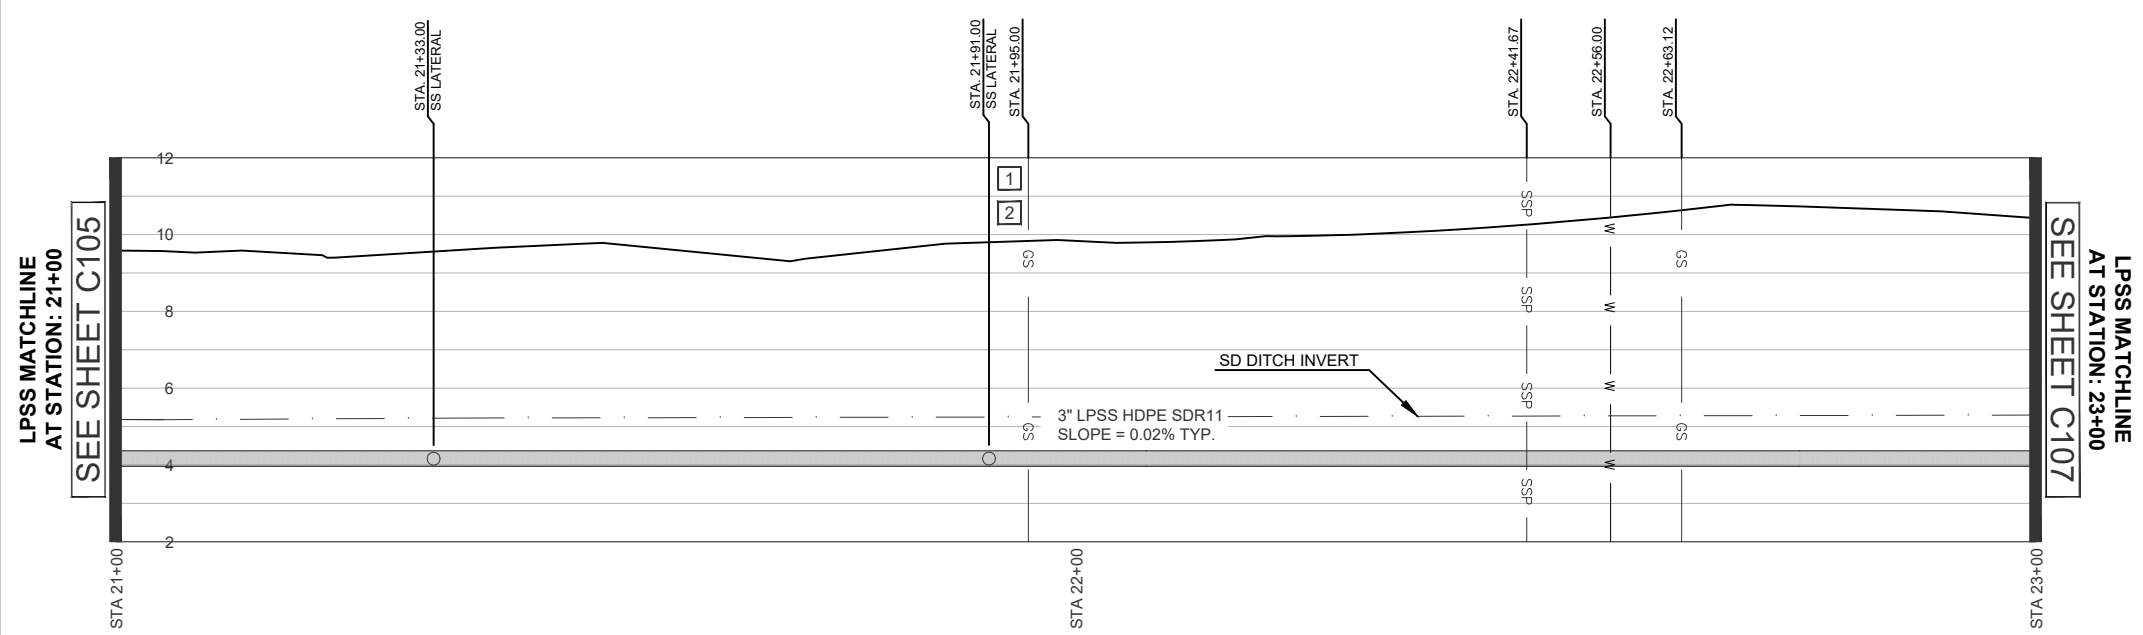 STA. 21+33.00
SS LATERAL
STA. 21+91.00
SS LATERAL
STA. 21+95.00
STA. 22+41.67
STA. 22+56.00
STA. 22+63.12
LPSS MATCHLINE
AT STATION: 21+00
SEE SHEET C105
12
10
8
6
4
2
1
2
GS
GS
SD DITCH INVERT
3" LPSS HDPE SDR11
SLOPE = 0.02% TYP.
SSP
SSP
SSP
SSP
W
W
W
W
GS
GS
SEE SHEET C107
LPSS MATCHLINE
AT STATION: 23+00
STA 21+00
STA 22+00
STA 23+00